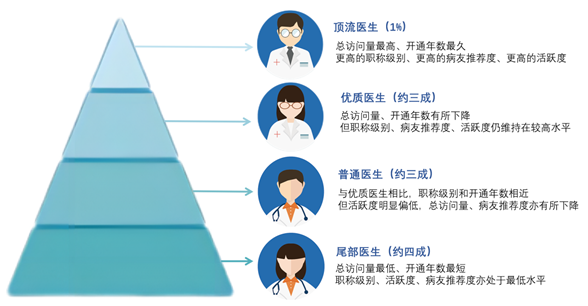 顶流医生（1%）
总访问量最高、开通年数最久
更高的职称级别、更高的病友推荐度、更高的活跃度
优质医生（约三成）
总访问量、开通年数有所下降
但职称级别、病友推荐度、活跃度仍维持在较高水平
普通医生（约三成）
与优质医生相比，职称级别和开通年数相近
但活跃度明显偏低，总访问量、病友推荐度亦有所下降
尾部医生（约四成）
总访问量最低、开通年数最短
职称级别、活跃度、病友推荐度亦处于最低水平